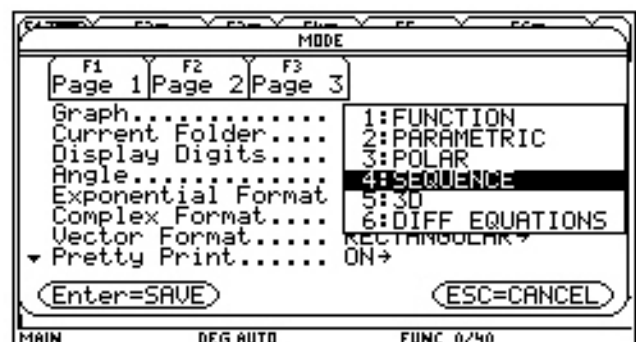 MODE
F1 F2 F3
Page 1 Page 2 Page 3
Graph.............
Current Folder....
Display Digits....
Angle.............
Exponential Format
Complex Format....
Vector Format..... RECTANGULAR→
Pretty Print...... ON→
1:FUNCTION
2:PARAMETRIC
3:POLAR
4:SEQUENCE
5:3D
6:DIFF EQUATIONS
Enter=SAVE ESC=CANCEL
MAIN DEG AUTO FUNC 0/40